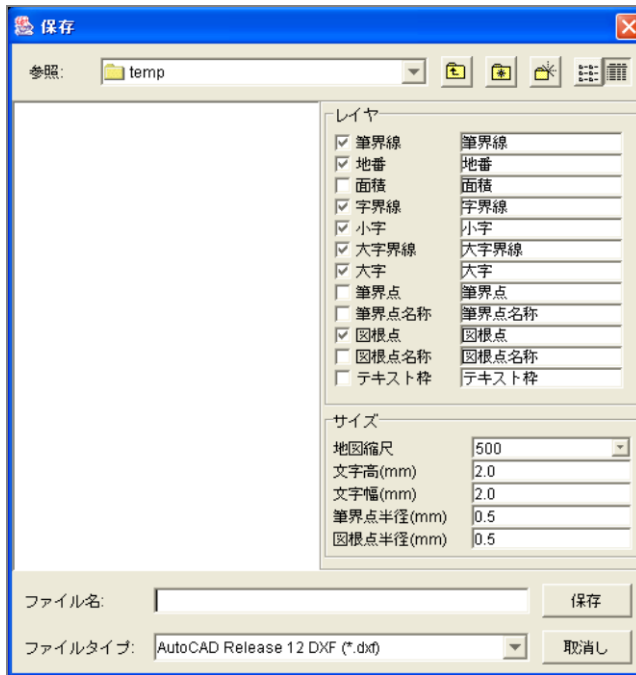 保存
参照: temp
レイヤ
筆界線 筆界線
地番 地番
面積 面積
字界線 字界線
小字 小字
大字界線 大字界線
大字 大字
筆界点 筆界点
筆界点名称 筆界点名称
図根点 図根点
図根点名称 図根点名称
テキスト枠 テキスト枠
サイズ
地図縮尺 500
文字高(mm) 2.0
文字幅(mm) 2.0
筆界点半径(mm) 0.5
図根点半径(mm) 0.5
ファイル名: 保存
ファイルタイプ: AutoCAD Release 12 DXF (*.dxf) 取消し